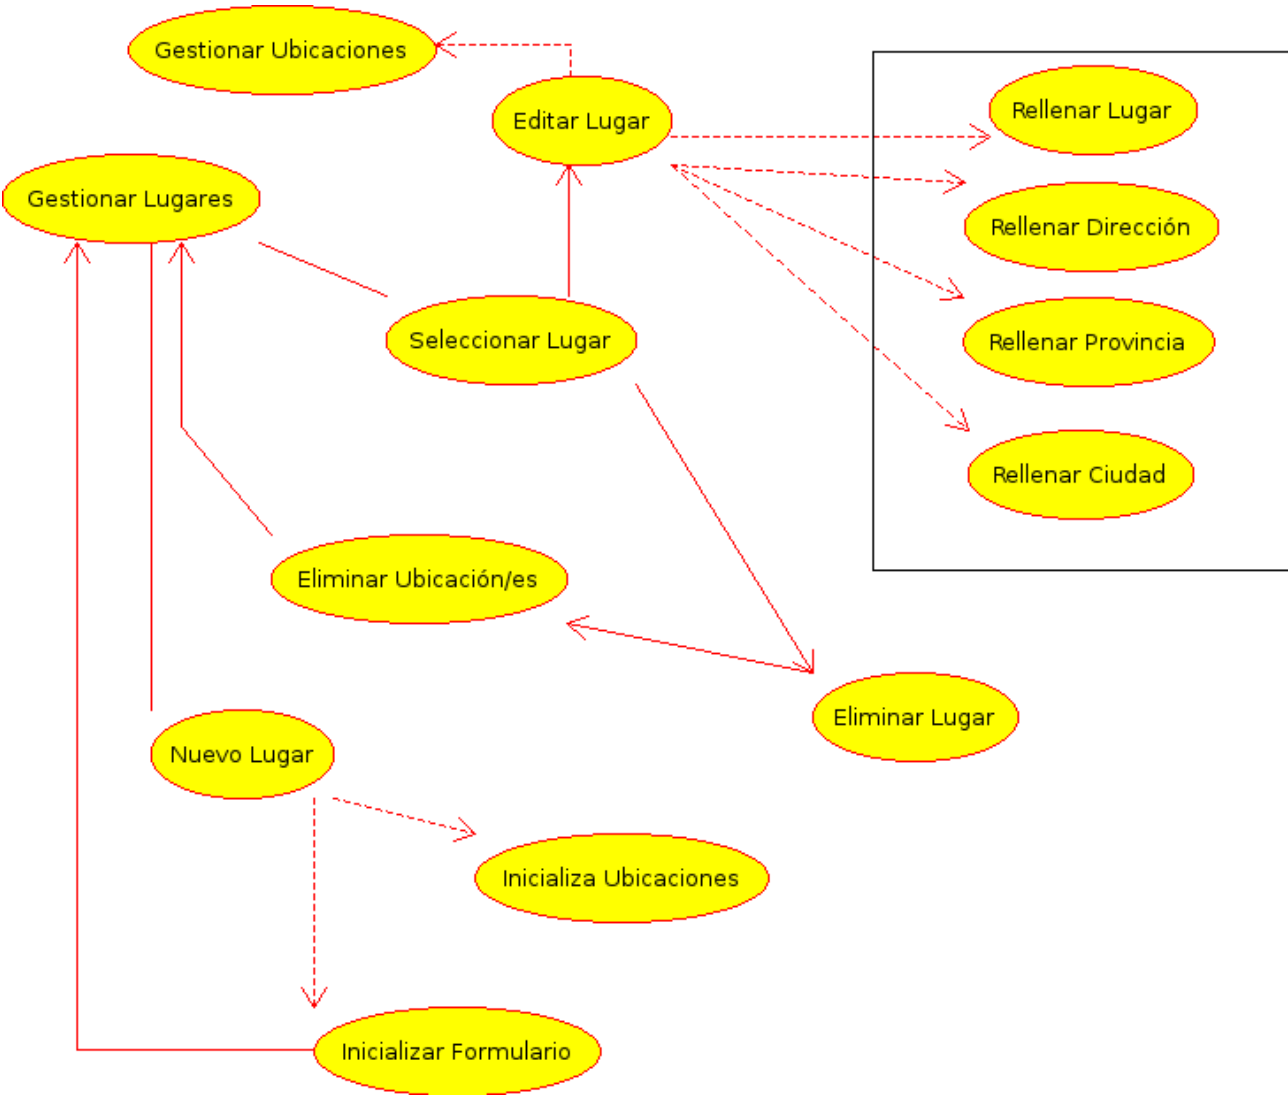 Gestionar Ubicaciones
Editar Lugar
Rellenar Lugar
Gestionar Lugares
Rellenar Dirección
Seleccionar Lugar
Rellenar Provincia
Rellenar Ciudad
Eliminar Ubicación/es
Eliminar Lugar
Nuevo Lugar
Inicializa Ubicaciones
Inicializar Formulario